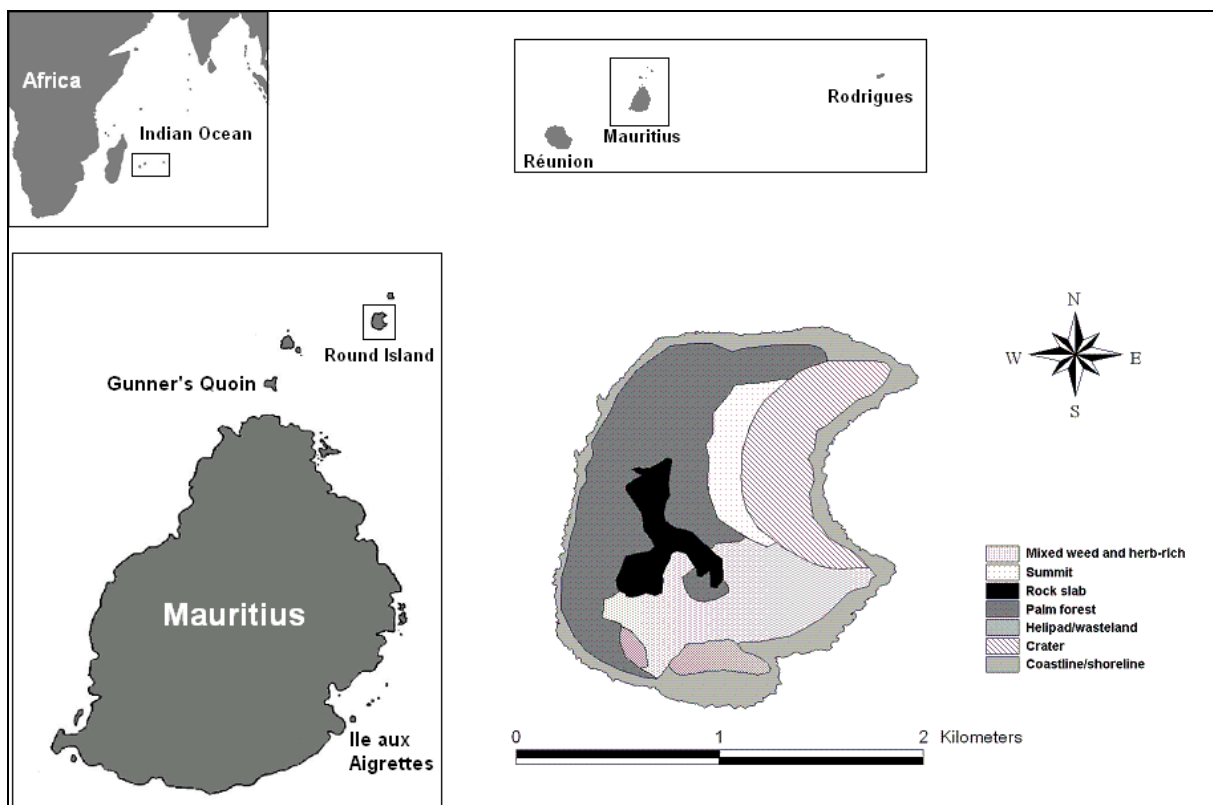 Africa
Indian Ocean
Mauritius
Rodrigues
Réunion
Round Island
Gunner's Quoin
Mauritius
Ile aux
Aigrettes
N
W E
S
Mixed weed and herb-rich
Summit
Rock slab
Palm forest
Helipad/wasteland
Crater
Coastline/shoreline
0 1 2 Kilometers